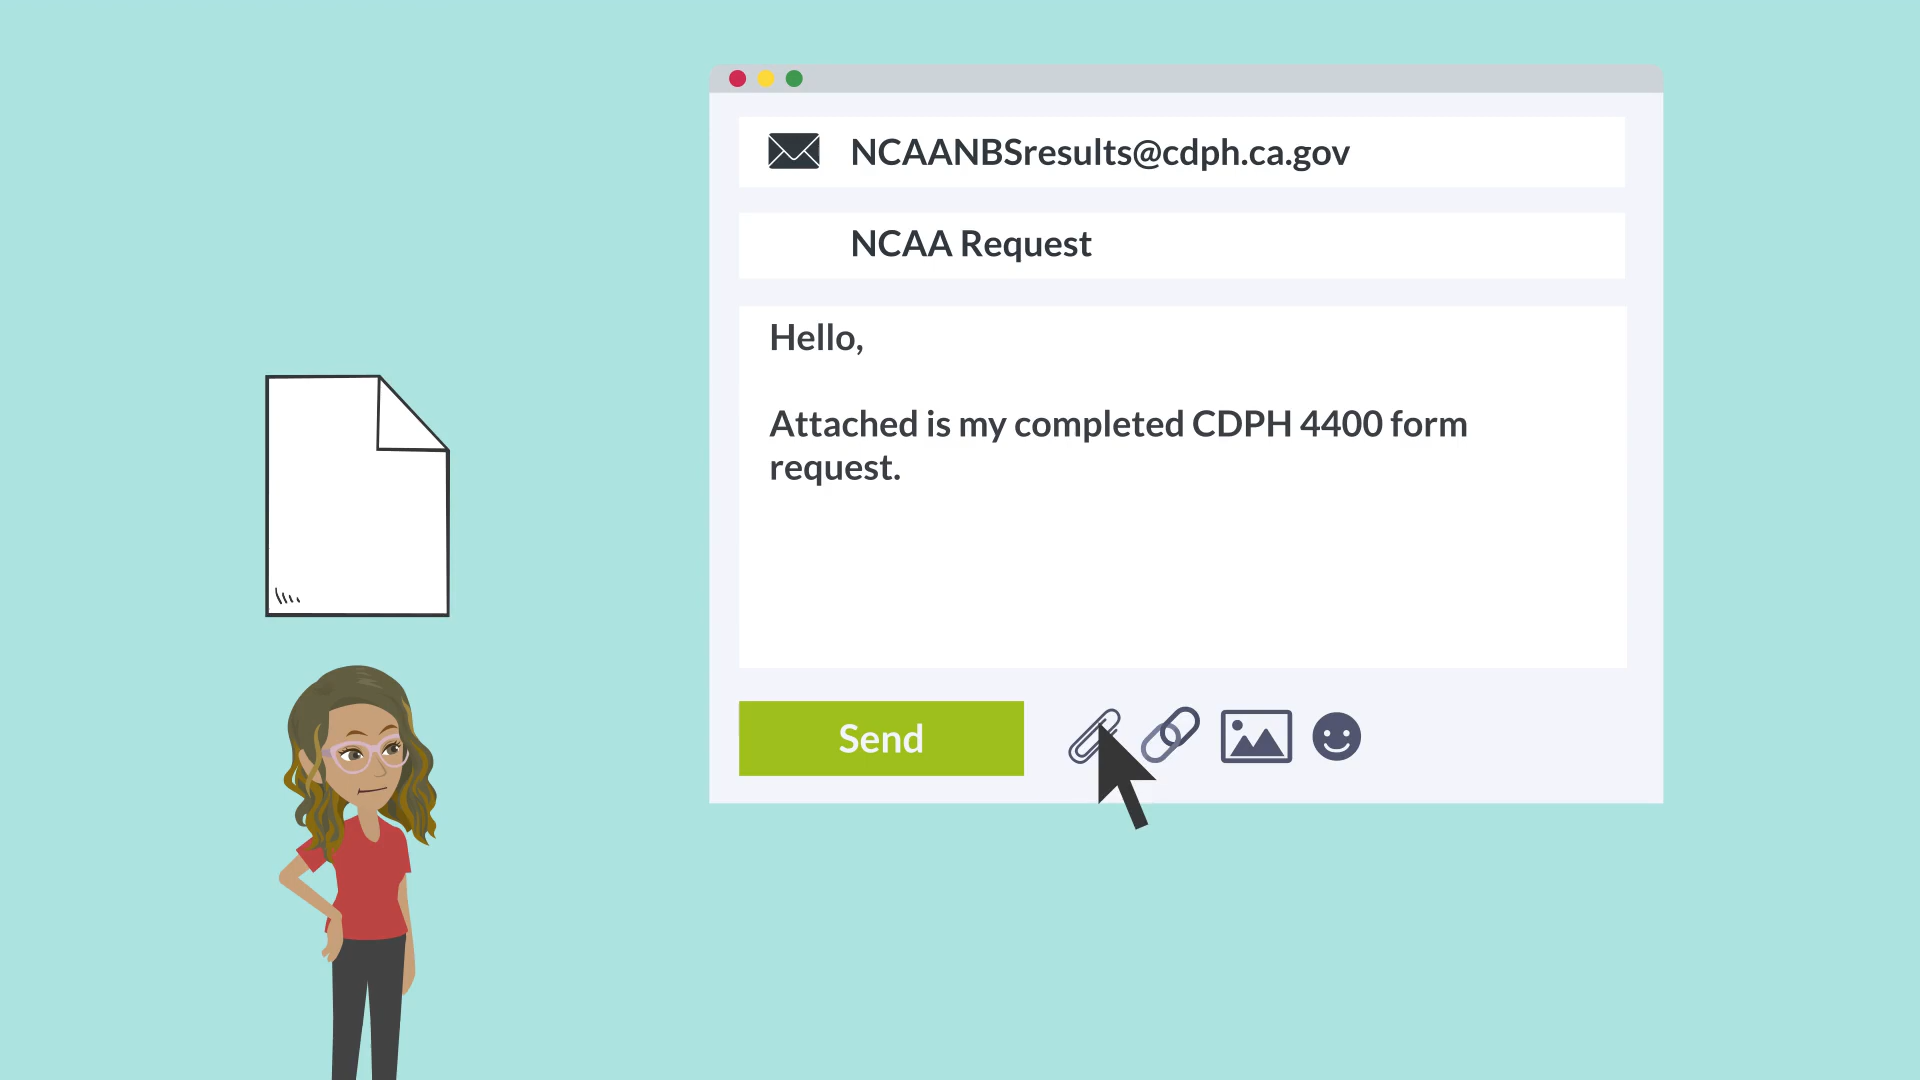 NCAANBSresults@cdph.ca.gov
NCAA Request
Hello,
Attached is my completed CDPH 4400 form
request.
Send